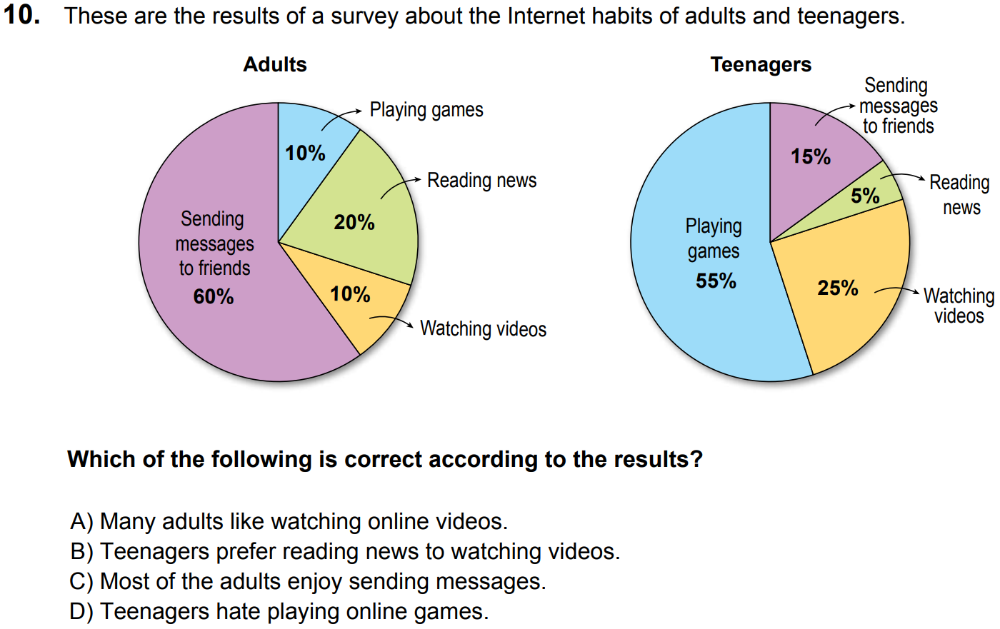 10. These are the results of a survey about the Internet habits of adults and teenagers.
Adults
Playing games
10%
Reading news
20%
Sending
messages
to friends
60%
10%
Watching videos
Teenagers
Sending
messages
to friends
15%
Reading
news
5%
Playing
games
55%
25%
Watching
videos
Which of the following is correct according to the results?
A) Many adults like watching online videos.
B) Teenagers prefer reading news to watching videos.
C) Most of the adults enjoy sending messages.
D) Teenagers hate playing online games.